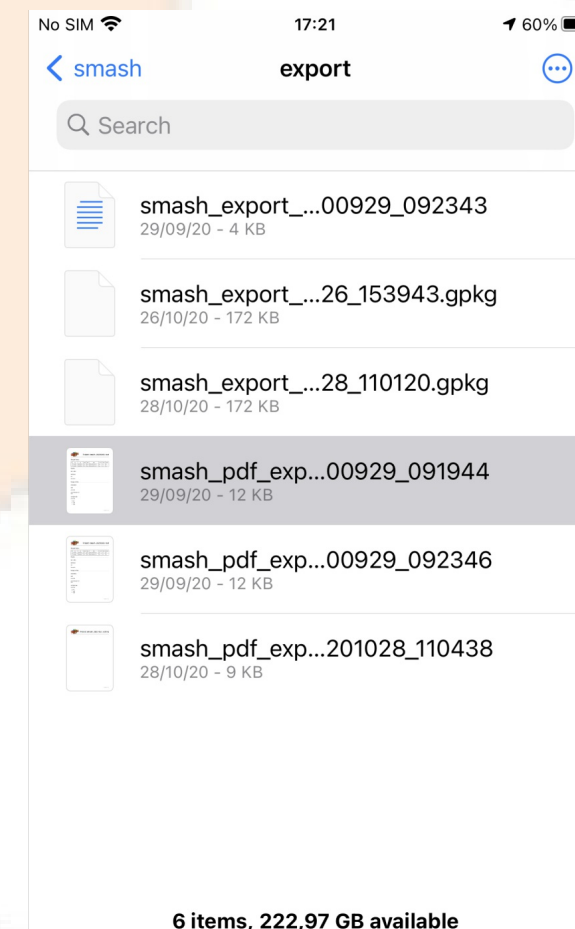 No SIM 17:21 60%
smash export
Search
smash_export_...00929_092343
29/09/20 - 4 KB
smash_export_...26_153943.gpkg
26/10/20 - 172 KB
smash_export_...28_110120.gpkg
28/10/20 - 172 KB
smash_pdf_exp...00929_091944
29/09/20 - 12 KB
smash_pdf_exp...00929_092346
29/09/20 - 12 KB
smash_pdf_exp...201028_110438
28/10/20 - 9 KB
6 items, 222,97 GB available